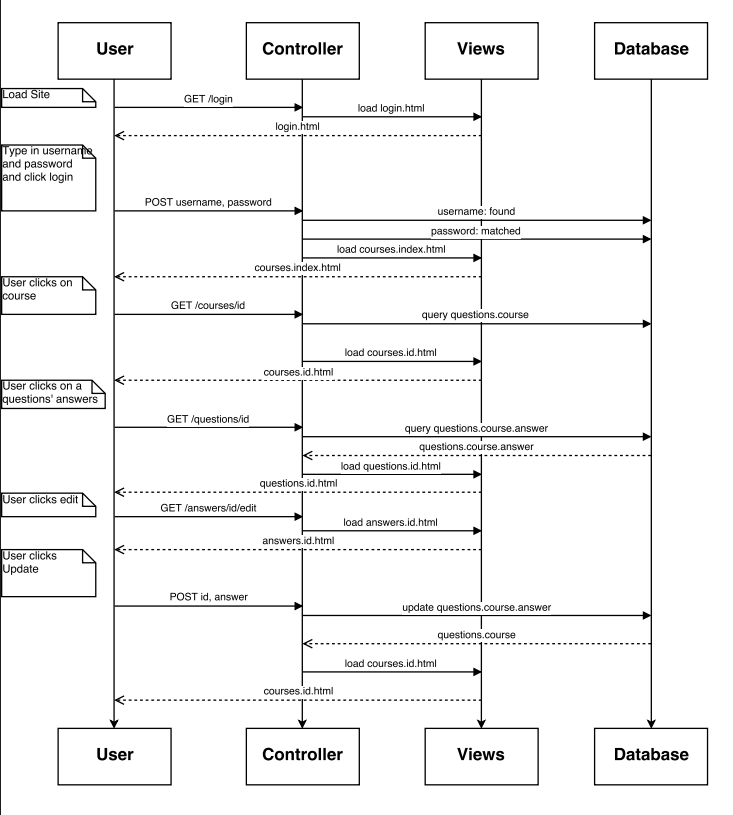 User
Controller
Views
Database
Load Site
GET /login
load login.html
login.html
Type in username
and password
and click login
POST username, password
username: found
password: matched
load courses.index.html
courses.index.html
User clicks on
course
GET /courses/id
query questions.course
load courses.id.html
courses.id.html
User clicks on a
questions' answers
GET /questions/id
query questions.course.answer
questions.course.answer
load questions.id.html
questions.id.html
User clicks edit
GET /answers/id/edit
load answers.id.html
answers.id.html
User clicks
Update
POST id, answer
update questions.course.answer
questions.course
load courses.id.html
courses.id.html
User
Controller
Views
Database